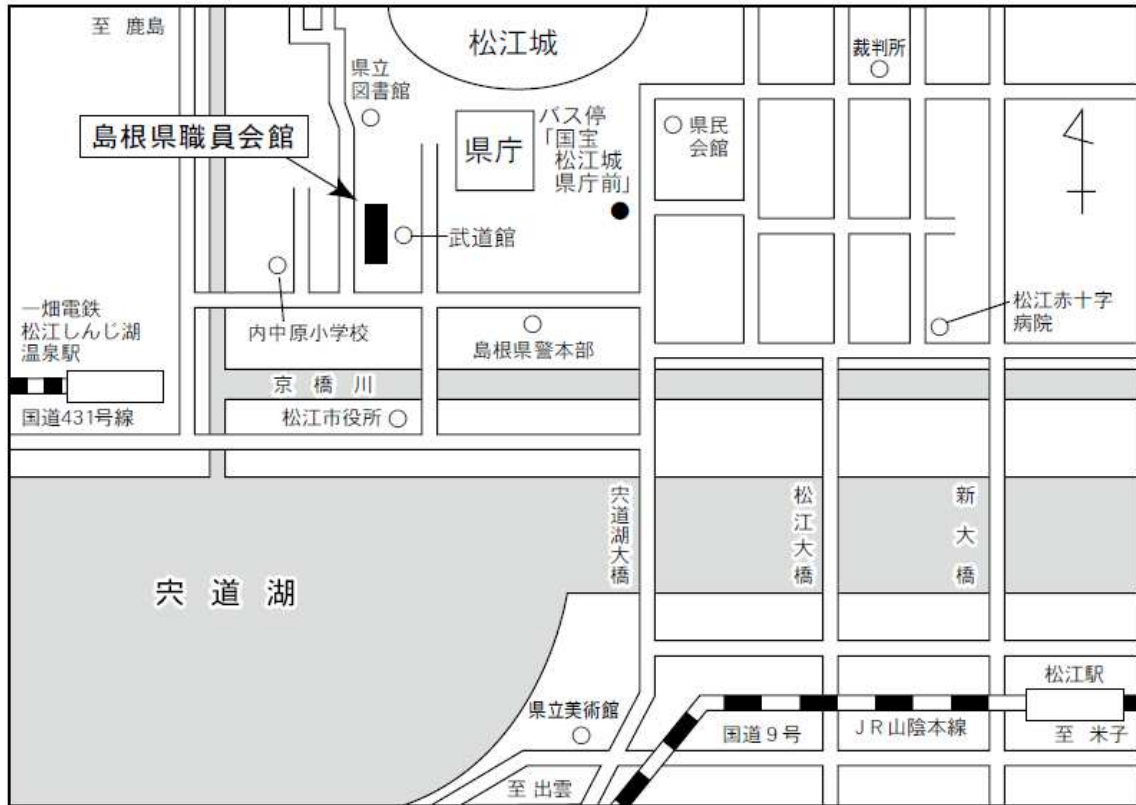 至 鹿島
松江城
裁判所
県立
図書館
島根県職員会館
県庁
バス停
「国宝
松江城
県庁前」
県民
会館
武道館
一畑電鉄
松江しんじ湖
温泉駅
内中原小学校
島根県警本部
松江赤十字
病院
京橋川
国道431号線
松江市役所
宍道湖大橋
松江大橋
新大橋
宍道湖
松江駅
県立美術館
国道9号
JR山陰本線
至 米子
至 出雲